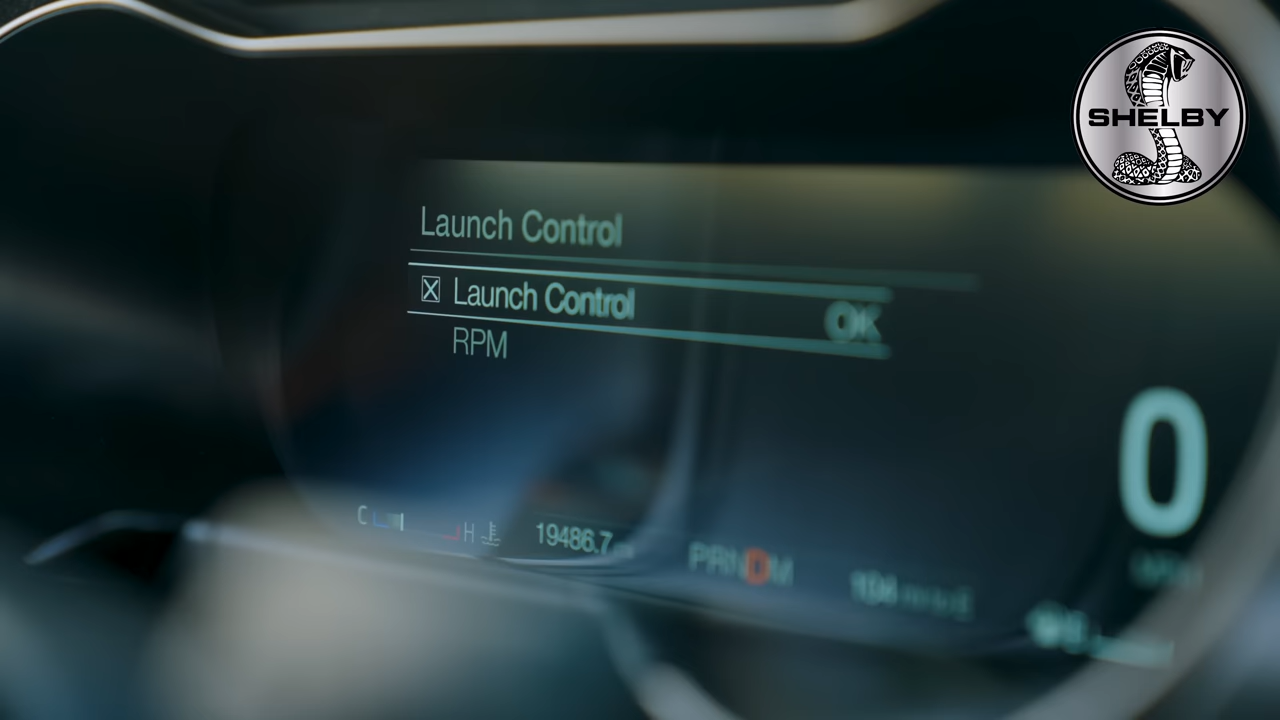 SHELBY
Launch Control
Launch Control OK
RPM
0
C H 19486.7 PRNDM